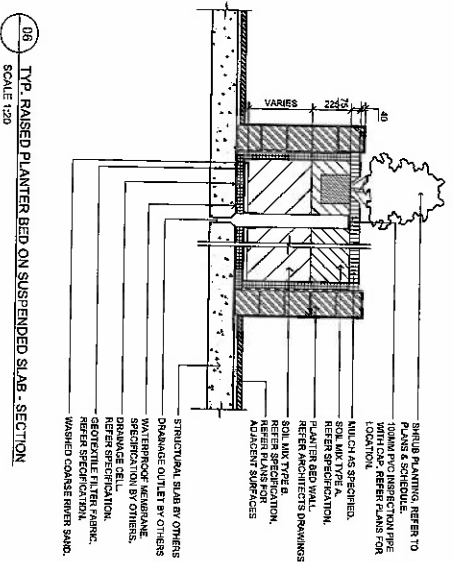 SHRUB PLANTING, REFER TO
PLANS & SCHEDULE.
100MM PVC INSPECTION PIPE
WITH CAP, REFER PLANS FOR
LOCATION.
MULCH AS SPECIFIED.
SOIL MIX TYPE A.
REFER SPECIFICATION.
PLANTER BED WALL.
REFER ARCHITECTS DRAWINGS
SOIL MIX TYPE B.
REFER SPECIFICATION.
REFER PLANS FOR
ADJACENT SURFACES
STRUCTURAL SLAB BY OTHERS
DRAINAGE OUTLET BY OTHERS
WATERPROOF MEMBRANE.
SPECIFICATION BY OTHERS.
DRAINAGE CELL.
REFER SPECIFICATION.
GEOTEXTILE FILTER FABRIC.
REFER SPECIFICATION.
WASHED COARSE RIVER SAND.
40
75
225
VARIES
D6
TYP. RAISED PLANTER BED ON SUSPENDED SLAB - SECTION
SCALE 1:20